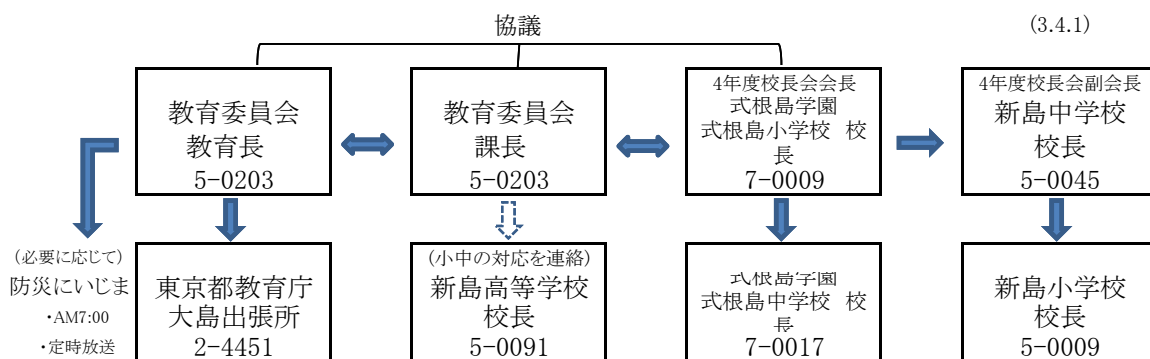 協議
(3.4.1)
教育委員会
教育長
5-0203
教育委員会
課長
5-0203
4年度校長会会長
式根島学園
式根島小学校 校
長
7-0009
4年度校長会副会長
新島中学校
校長
5-0045
(必要に応じて)
防災にいじま
・AM7:00
・定時放送
東京都教育庁
大島出張所
2-4451
(小中の対応を連絡)
新島高等学校
校長
5-0091
式根島学園
式根島中学校 校
長
7-0017
新島小学校
校長
5-0009